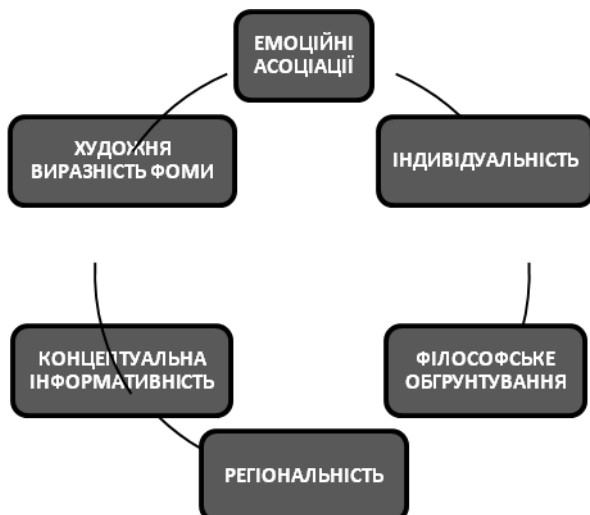 ЕМОЦІЙНІ
АСОЦІАЦІЇ
ХУДОЖНЯ
ВИРАЗНІСТЬ ФОМИ
ІНДИВІДУАЛЬНІСТЬ
КОНЦЕПТУАЛЬНА
ІНФОРМАТИВНІСТЬ
ФІЛОСОФСЬКЕ
ОБГРУНТУВАННЯ
РЕГІОНАЛЬНІСТЬ